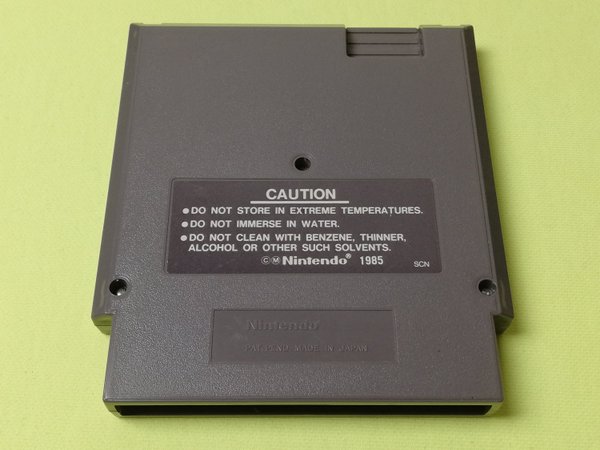 CAUTION
●DO NOT STORE IN EXTREME TEMPERATURES.
●DO NOT IMMERSE IN WATER.
●DO NOT CLEAN WITH BENZENE, THINNER,
ALCOHOL OR OTHER SUCH SOLVENTS.
©Ⓜ Nintendo® 1985
SCN
Nintendo
PAT.PEND. MADE IN JAPAN